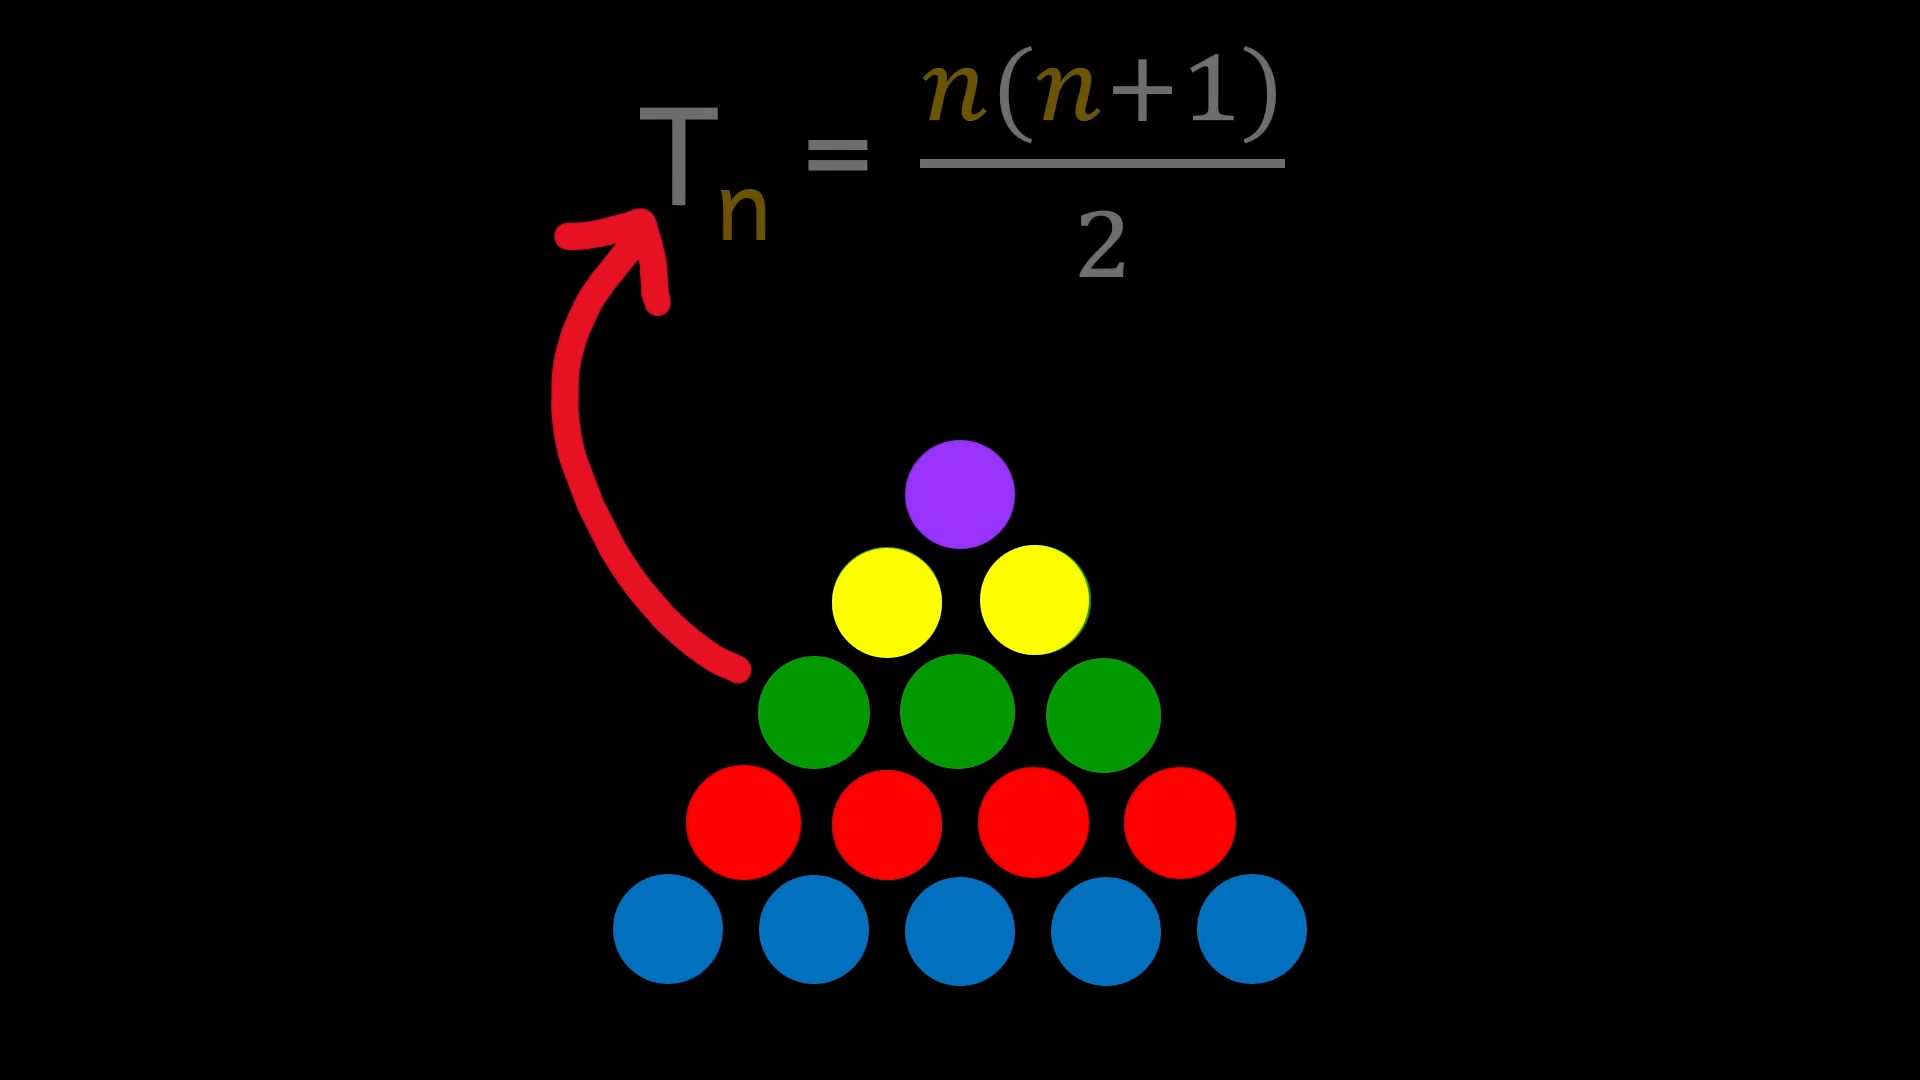 Tn = n(n+1)
2